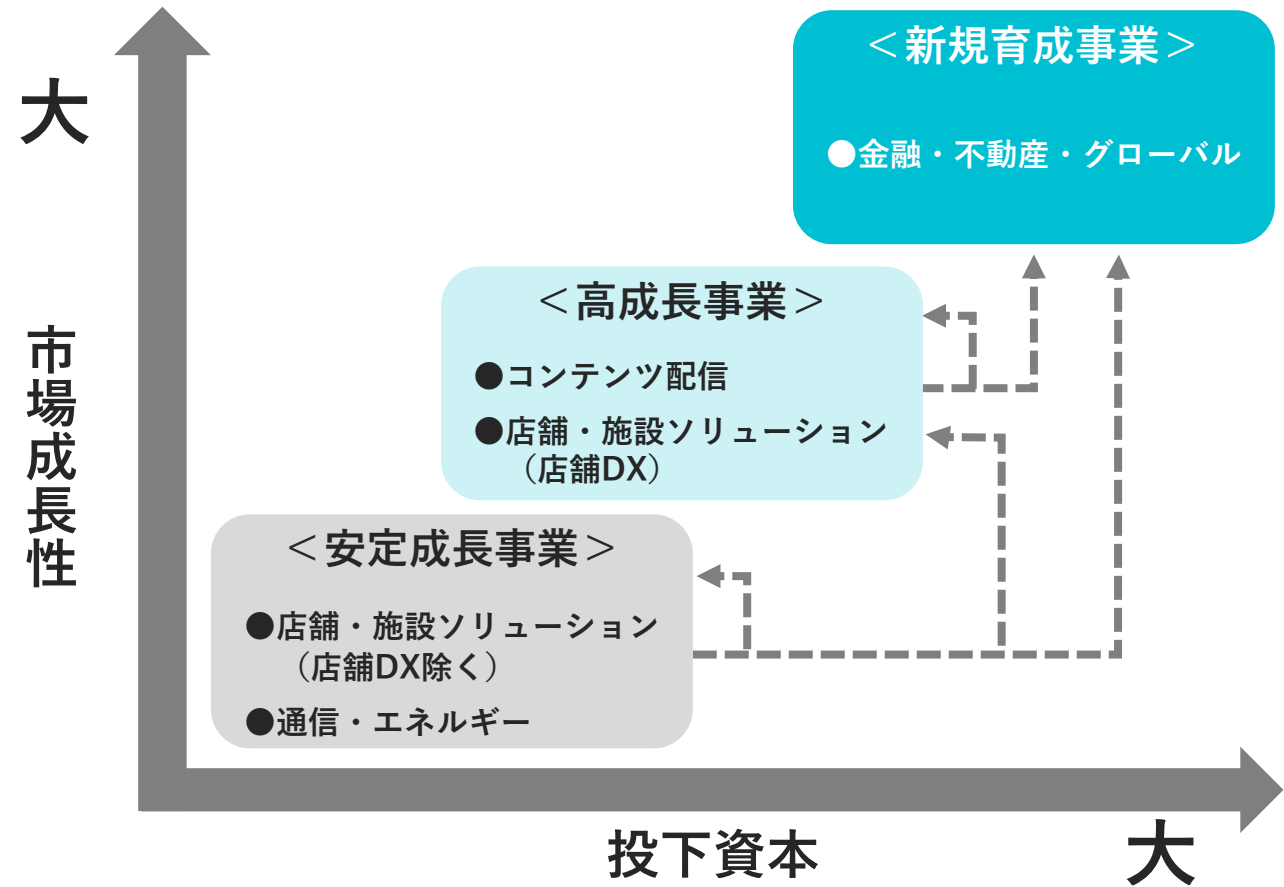 大
市場成長性
＜新規育成事業＞
●金融・不動産・グローバル
＜高成長事業＞
●コンテンツ配信
●店舗・施設ソリューション
（店舗DX）
＜安定成長事業＞
●店舗・施設ソリューション
（店舗DX除く）
●通信・エネルギー
投下資本
大